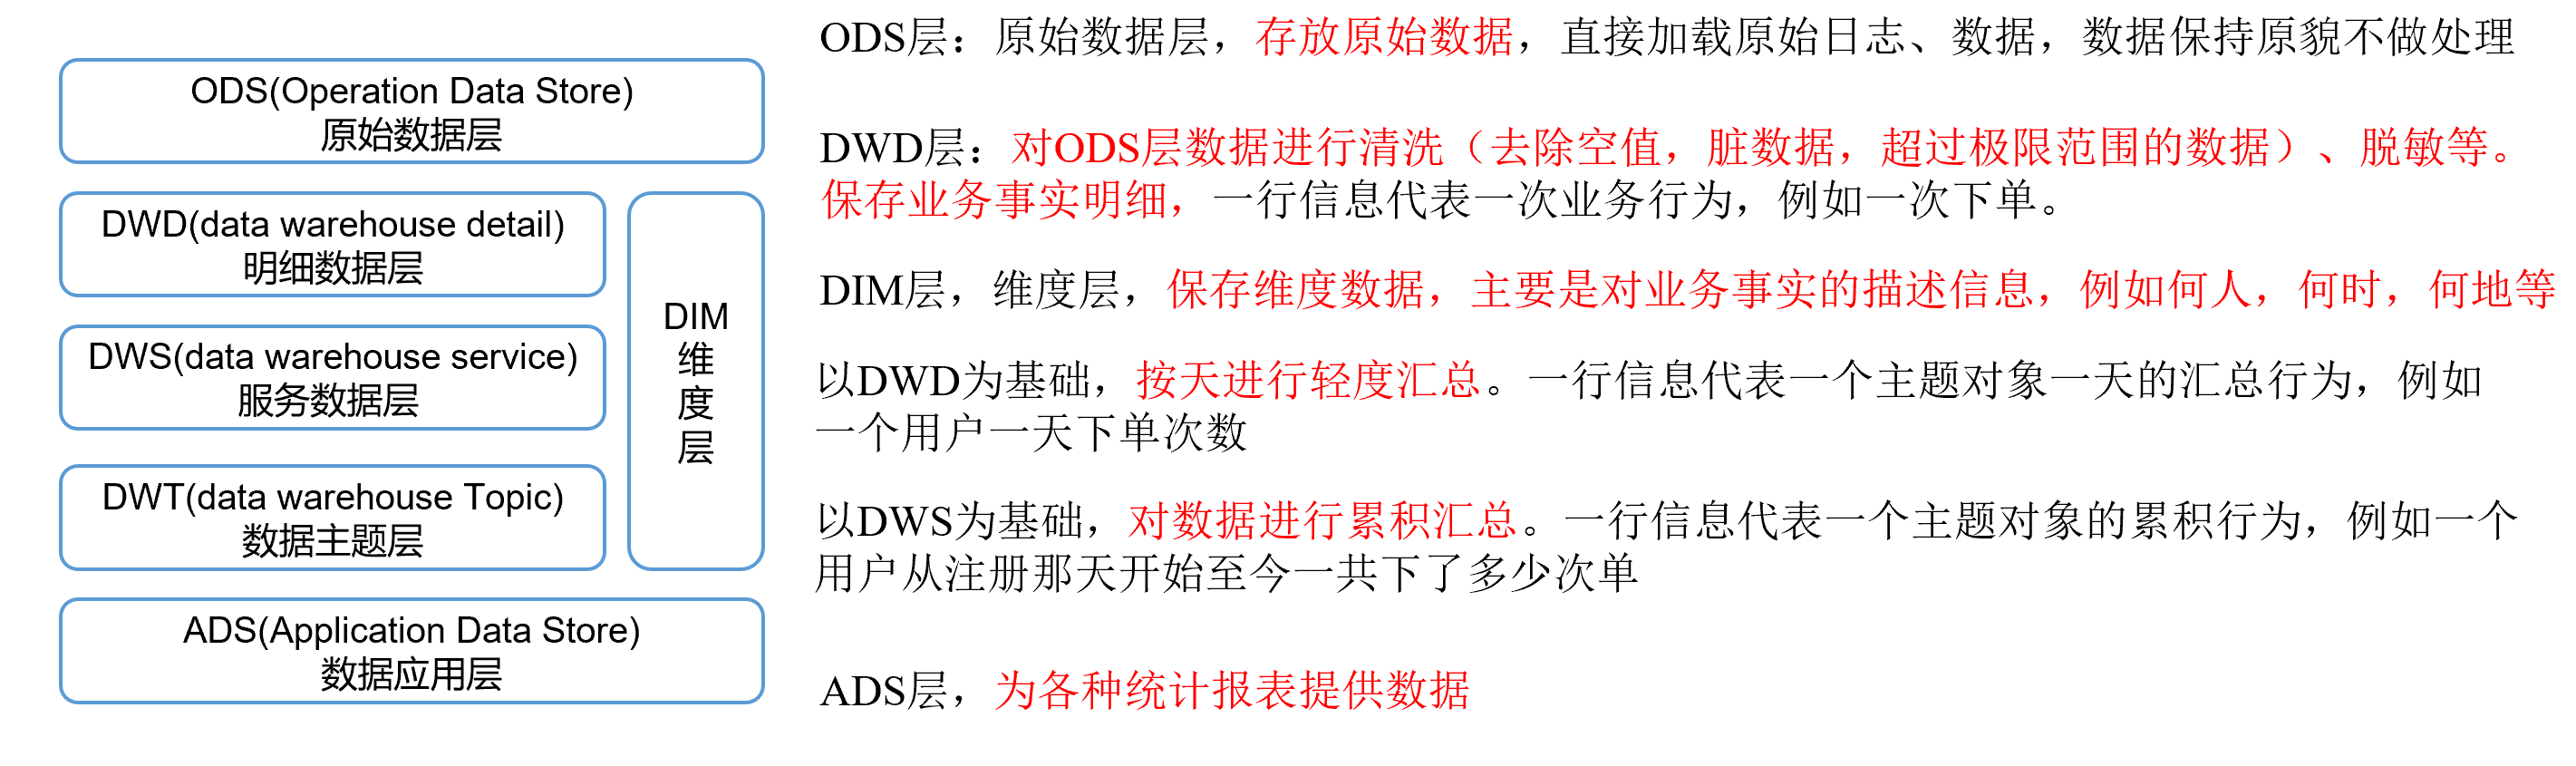 ODS(Operation Data Store)
原始数据层
DWD(data warehouse detail)
明细数据层
DWS(data warehouse service)
服务数据层
DWT(data warehouse Topic)
数据主题层
DIM
维
度
层
ADS(Application Data Store)
数据应用层
ODS层：原始数据层，存放原始数据，直接加载原始日志、数据，数据保持原貌不做处理
DWD层：对ODS层数据进行清洗（去除空值，脏数据，超过极限范围的数据）、脱敏等。
保存业务事实明细，一行信息代表一次业务行为，例如一次下单。
DIM层，维度层，保存维度数据，主要是对业务事实的描述信息，例如何人，何时，何地等
以DWD为基础，按天进行轻度汇总。一行信息代表一个主题对象一天的汇总行为，例如
一个用户一天下单次数
以DWS为基础，对数据进行累积汇总。一行信息代表一个主题对象的累积行为，例如一个
用户从注册那天开始至今一共下了多少次单
ADS层，为各种统计报表提供数据